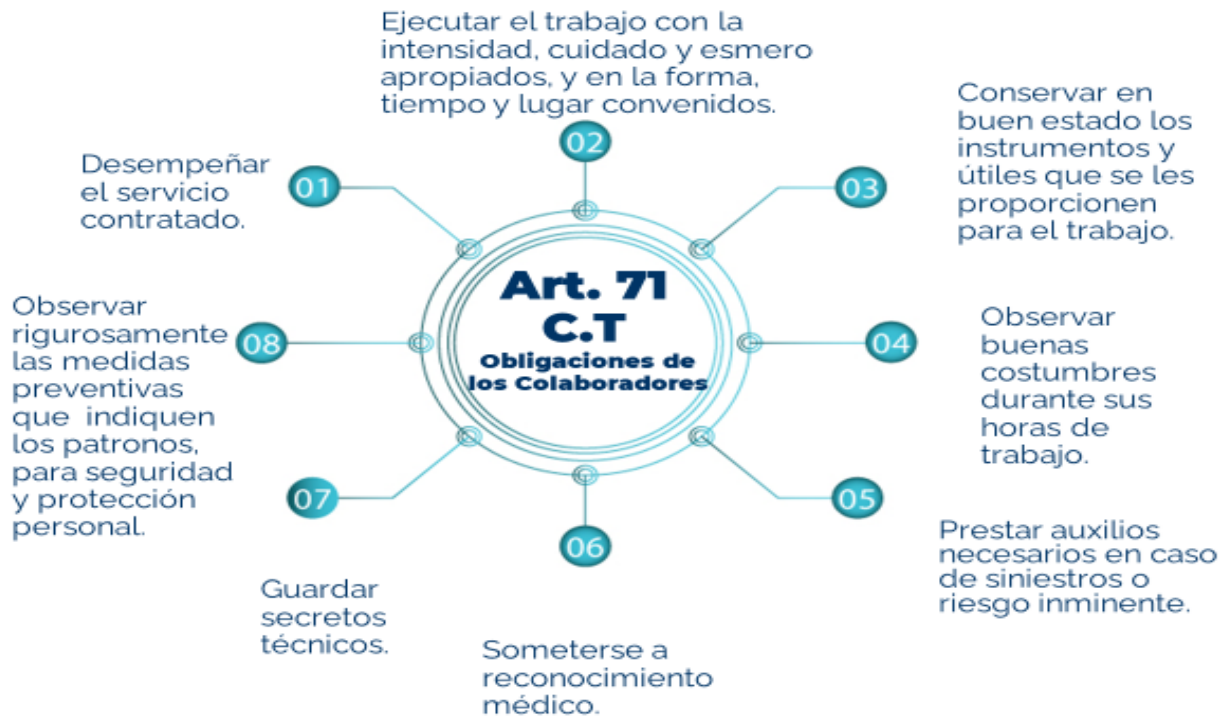 Art. 71
C.T
Obligaciones de
los Colaboradores
01
Desempeñar
el servicio
contratado.
02
Ejecutar el trabajo con la
intensidad, cuidado y esmero
apropiados, y en la forma,
tiempo y lugar convenidos.
03
Conservar en
buen estado los
instrumentos y
útiles que se les
proporcionen
para el trabajo.
04
Observar
buenas
costumbres
durante sus
horas de
trabajo.
05
Prestar auxilios
necesarios en caso
de siniestros o
riesgo inminente.
06
Someterse a
reconocimiento
médico.
07
Guardar
secretos
técnicos.
08
Observar
rigurosamente
las medidas
preventivas
que indiquen
los patronos,
para seguridad
y protección
personal.